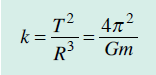 k = T²/R³ = 4π²/Gm